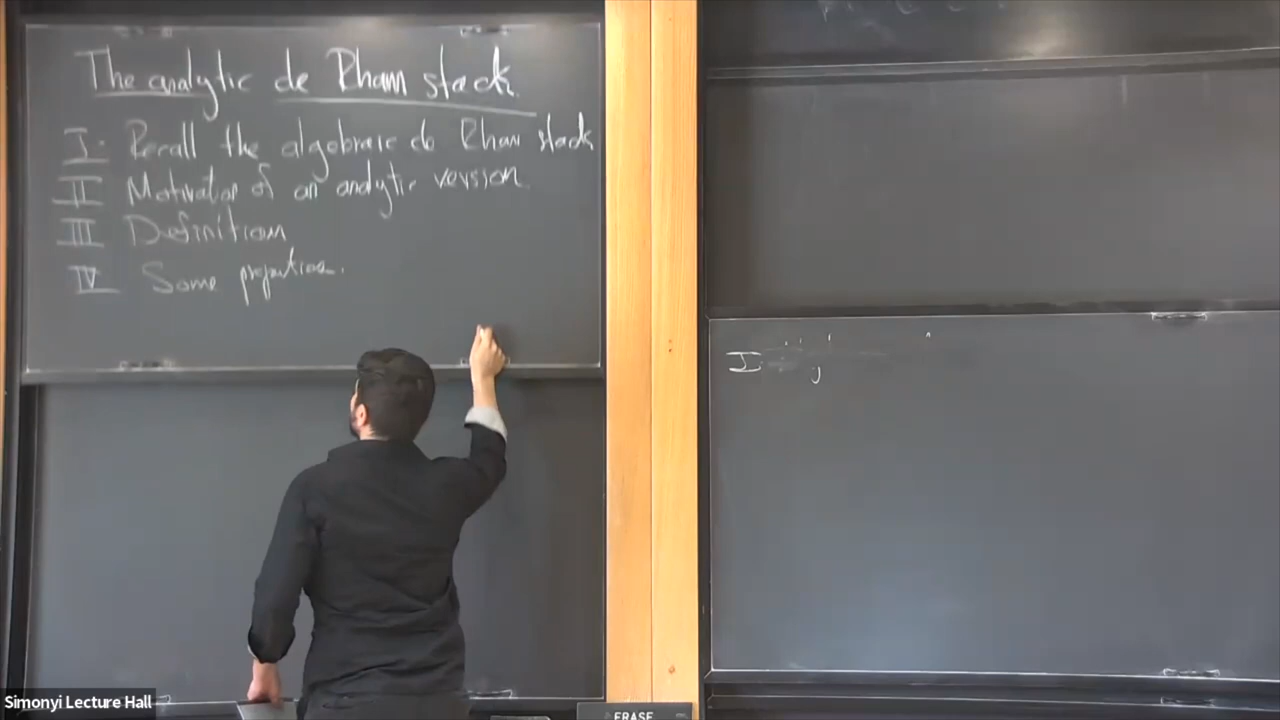 The analytic de Rham stack.
I. Recall the algebraic de Rham stack
II Motivation of an analytic version.
III Definition
IV Some
I
Simonyi Lecture Hall
ERASE